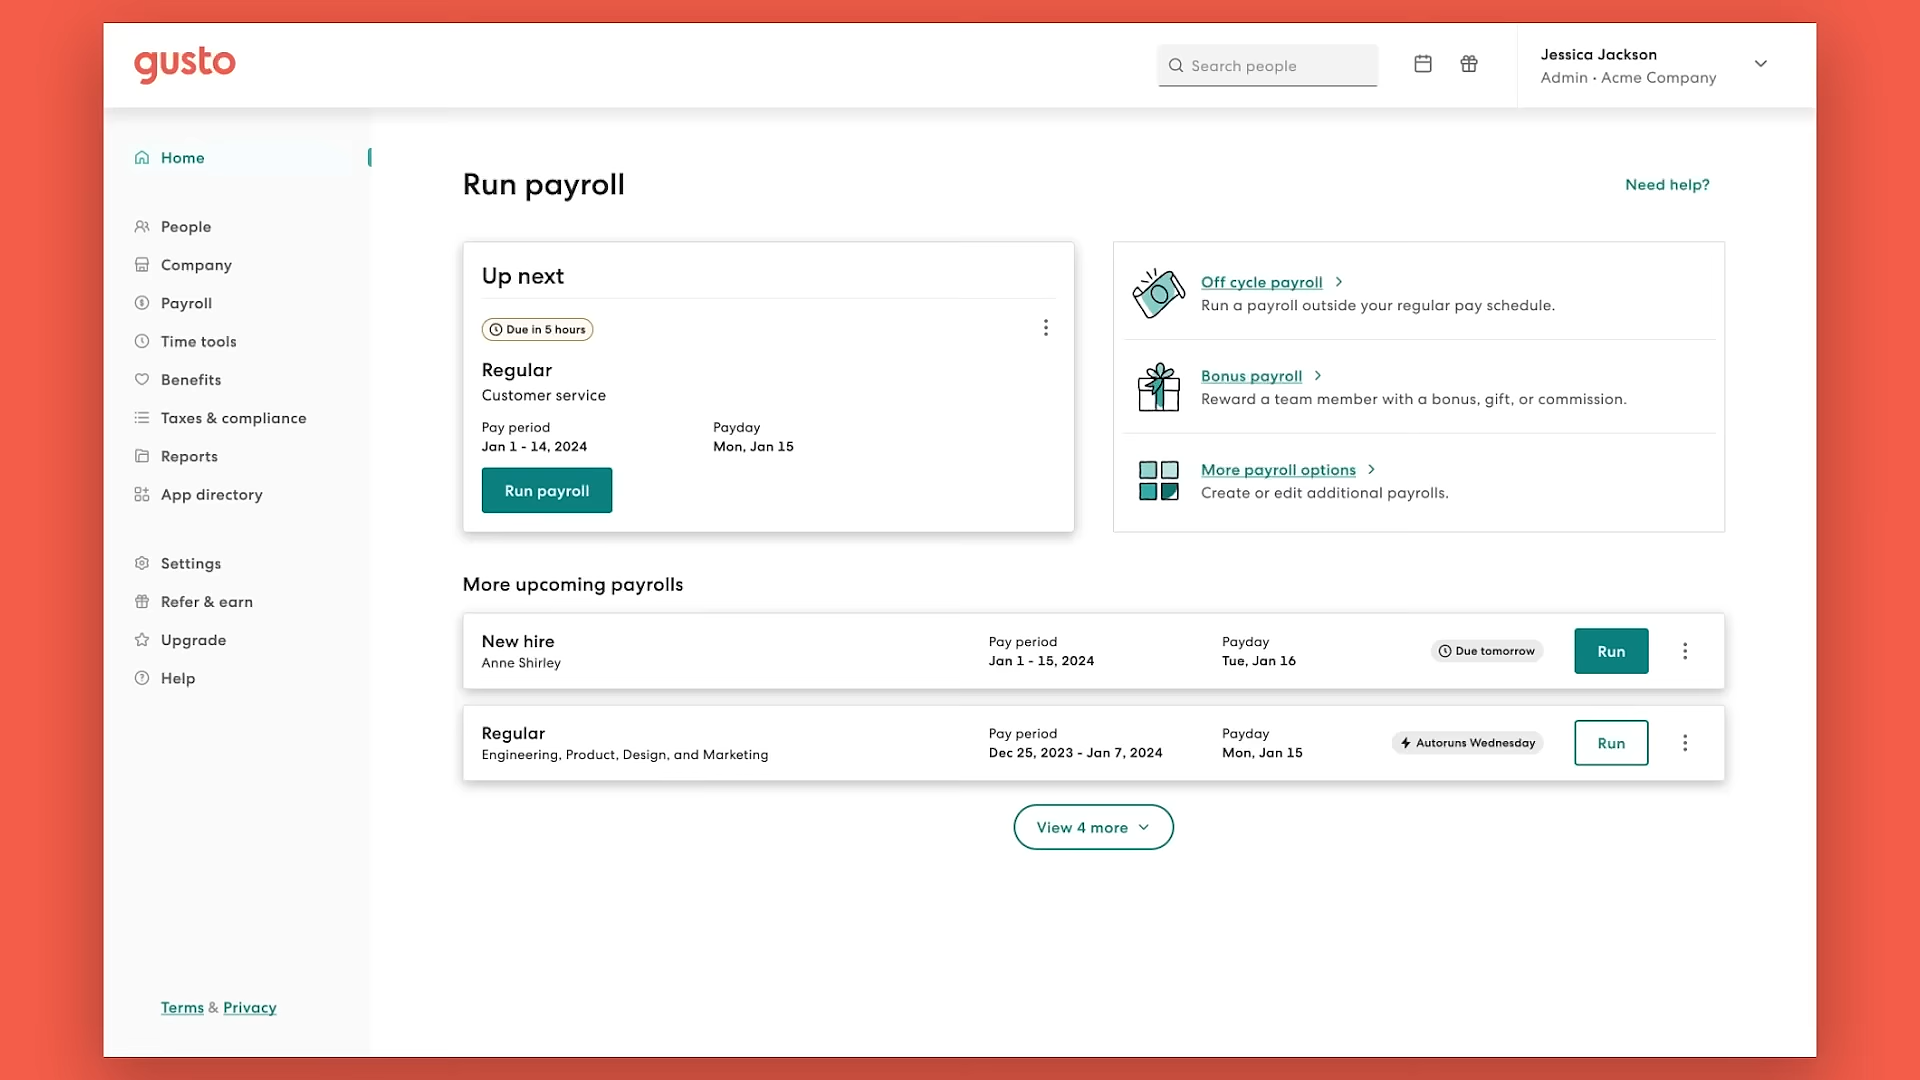 gusto
Search people
Jessica Jackson
Admin • Acme Company
Home
People
Company
Payroll
Time tools
Benefits
Taxes & compliance
Reports
App directory
Settings
Refer & earn
Upgrade
Help
Terms & Privacy
Run payroll
Need help?
Up next
Due in 5 hours
Regular
Customer service
Pay period
Jan 1 - 14, 2024
Payday
Mon, Jan 15
Run payroll
Off cycle payroll
Run a payroll outside your regular pay schedule.
Bonus payroll
Reward a team member with a bonus, gift, or commission.
More payroll options
Create or edit additional payrolls.
More upcoming payrolls
New hire
Anne Shirley
Pay period
Jan 1 - 15, 2024
Payday
Tue, Jan 16
Due tomorrow
Run
Regular
Engineering, Product, Design, and Marketing
Pay period
Dec 25, 2023 - Jan 7, 2024
Payday
Mon, Jan 15
Autoruns Wednesday
Run
View 4 more